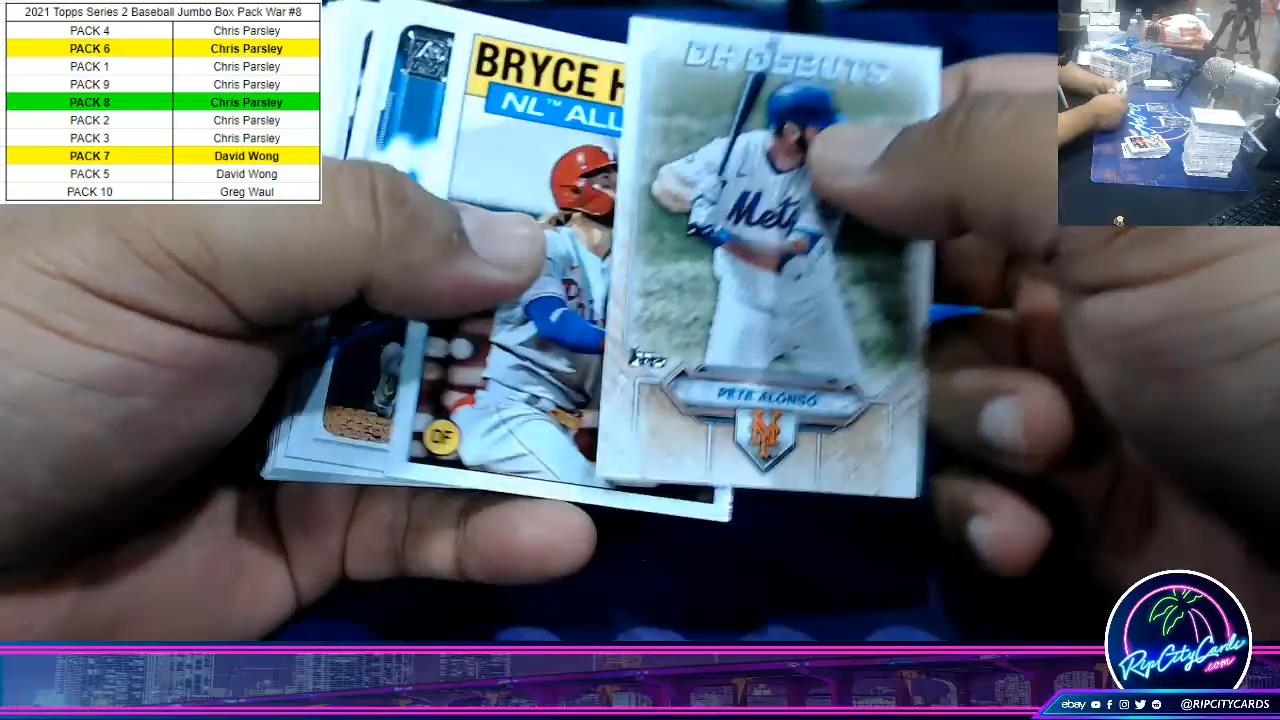 2021 Topps Series 2 Baseball Jumbo Box Pack War #8
PACK 4 Chris Parsley
PACK 6 Chris Parsley
PACK 1 Chris Parsley
PACK 9 Chris Parsley
PACK 8 Chris Parsley
PACK 2 Chris Parsley
PACK 3 Chris Parsley
PACK 7 David Wong
PACK 5 David Wong
PACK 10 Greg Waul
BRYCE H
NL™ ALL
OF
DH DEBUTS
Mets
Topps
PETE ALONSO
NY
RipCityCards
.com
ebay @RIPCITYCARDS